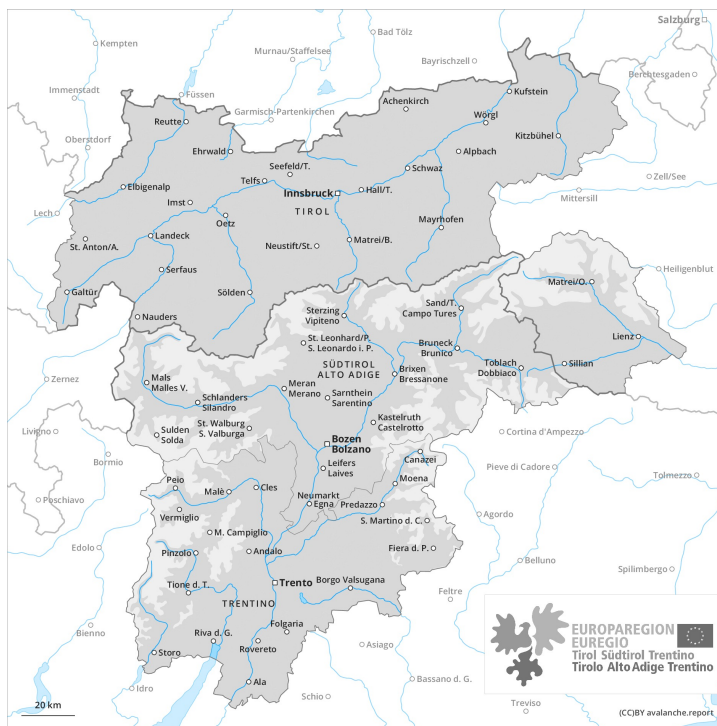 Salzburg
Bad Tölz
Kempten
Murnau/Staffelsee
Bayrischzell
Berchtesgaden
Immenstadt
Füssen
Kufstein
Achenkirch
Garmisch-Partenkirchen
Wörgl
Reutte
Kitzbühel
Oberstdorf
Ehrwald
Alpbach
Seefeld/T.
Schwaz
Zell/See
Telfs
Elbigenalp
Innsbruck
Hall/T.
Mittersill
Imst
TIROL
Lech
Oetz
Mayrhofen
Landeck
St. Anton/A.
Neustift/St.
Matrei/B.
Serfaus
Heiligenblut
Galtür
Sölden
Matrei/O.
Nauders
Sterzing
Vipiteno
Sand/T.
Campo Tures
St. Leonhard/P.
S. Leonardo i. P.
Lienz
Bruneck
Brunico
SÜDTIROL
ALTO ADIGE
Toblach
Dobbiaco
Sillian
Brixen
Bressanone
Zernez
Mals
Malles V.
Meran
Merano
Sarnthein
Sarentino
Schlanders
Silandro
St. Walburg
S. Valburga
Kastelruth
Castelrotto
Livigno
Sulden
Solda
Cortina d'Ampezzo
Bozen
Bolzano
Bormio
Canazei
Pieve di Cadore
Leifers
Laives
Tolmezzo
Peio
Moena
Malè
Cles
Poschiavo
Neumarkt
Egna
Predazzo
Vermiglio
Agordo
S. Martino d. C.
M. Campiglio
Edolo
Pinzolo
Andalo
Fiera d. P.
Belluno
Spilimbergo
Tione d. T.
Trento
Borgo Valsugana
Feltre
TRENTINO
Bienno
Riva d. G.
Folgaria
Rovereto
Asiago
Storo
Bassano d. G.
Ala
Idro
Schio
Treviso
EUROPAREGION
EUREGIO
Tirol Südtirol Trentino
Tirolo Alto Adige Trentino
20 km
(CC)BY avalanche.report